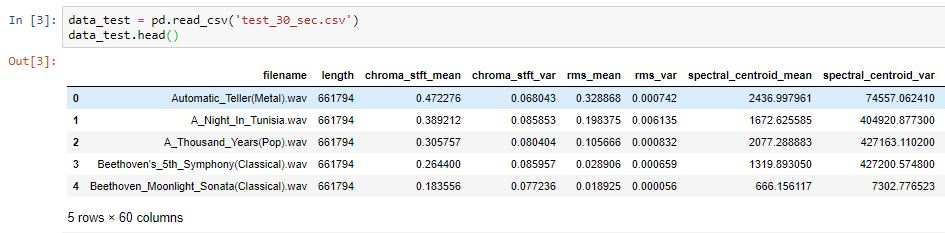 In [3]: data_test = pd.read_csv('test_30_sec.csv')
data_test.head()
Out[3]:
filename length chroma_stft_mean chroma_stft_var rms_mean rms_var spectral_centroid_mean spectral_centroid_var
0 Automatic_Teller(Metal).wav 661794 0.472276 0.068043 0.328868 0.000742 2436.997961 74557.062410
1 A_Night_In_Tunisia.wav 661794 0.389212 0.085853 0.198375 0.006135 1672.625585 404920.877300
2 A_Thousand_Years(Pop).wav 661794 0.305757 0.080404 0.105666 0.000832 2077.288883 427163.110200
3 Beethoven's_5th_Symphony(Classical).wav 661794 0.264400 0.085957 0.028906 0.000659 1319.893050 427200.574800
4 Beethoven_Moonlight_Sonata(Classical).wav 661794 0.183556 0.077236 0.018925 0.000056 666.156117 7302.776523
5 rows × 60 columns